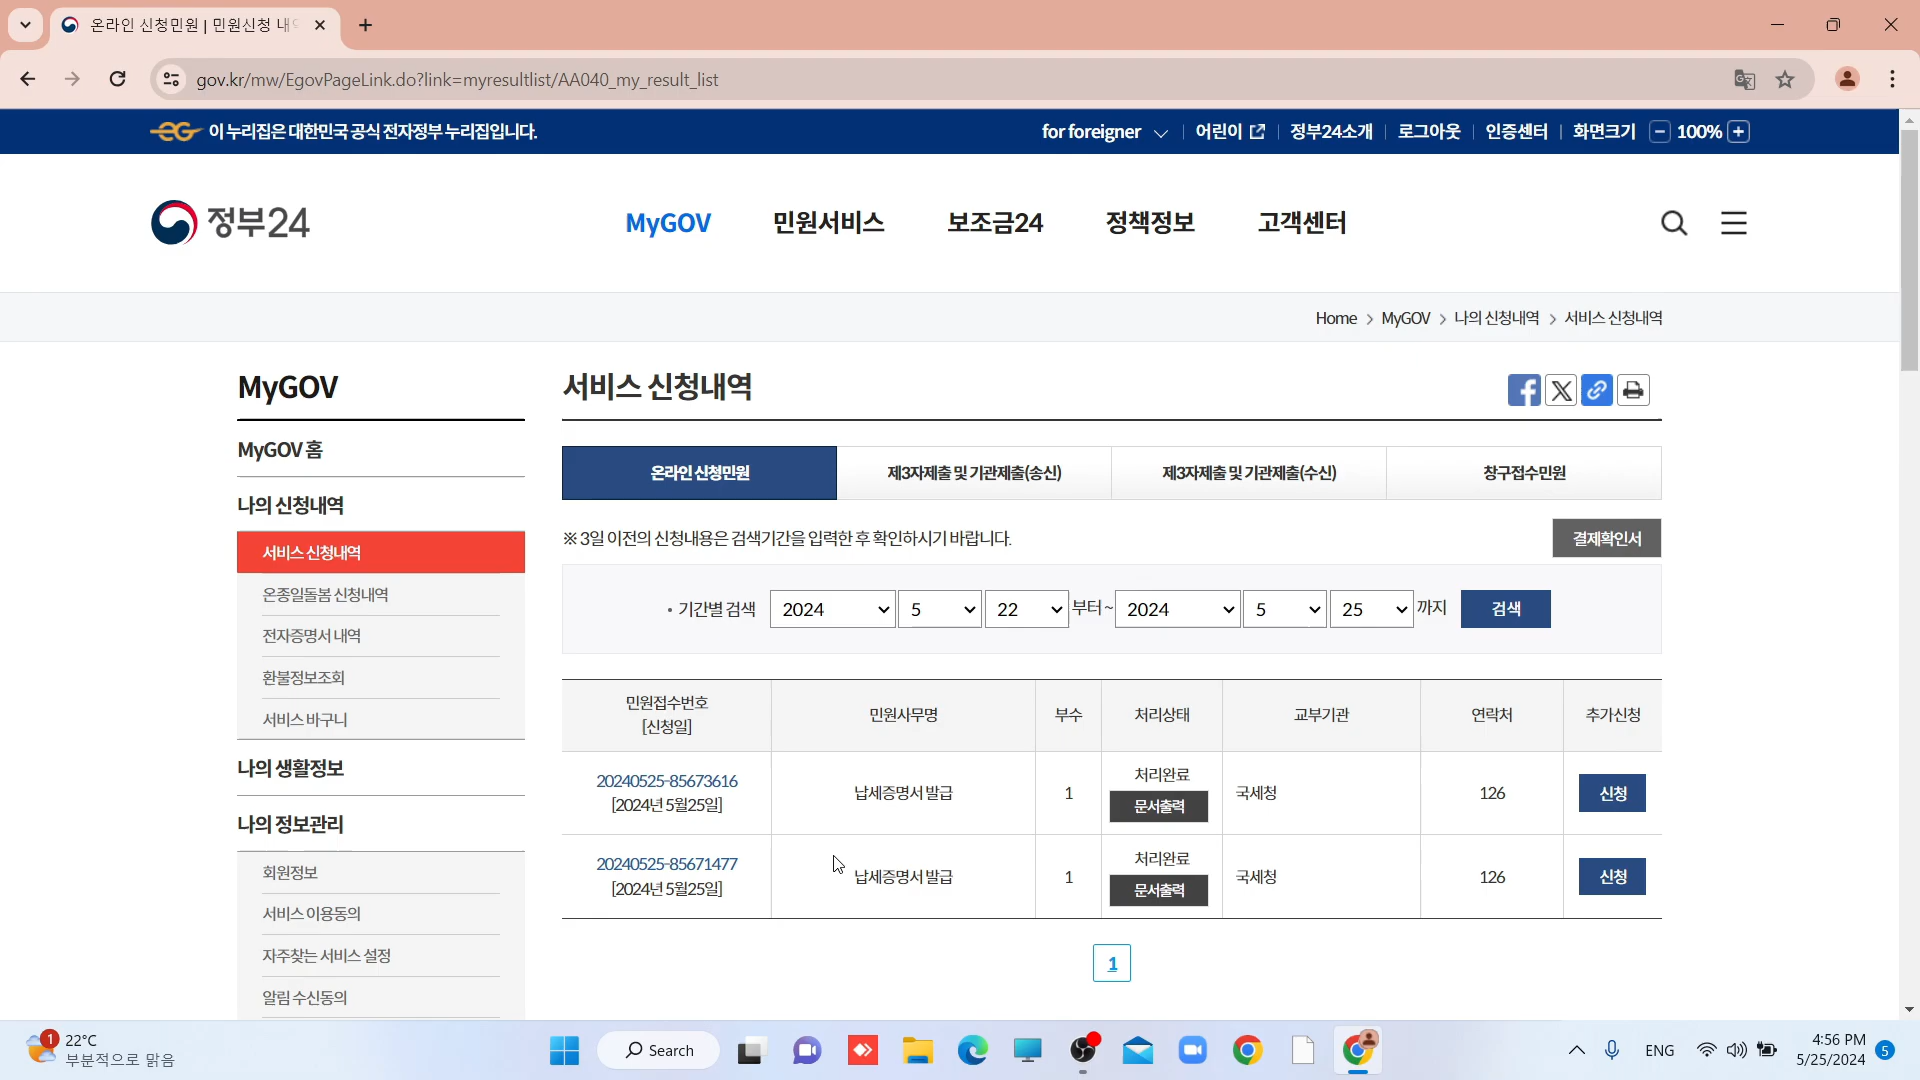 온라인 신청민원 | 민원신청 내
gov.kr/mw/EgovPageLink.do?link=myresultlist/AA040_my_result_list
이 누리집은 대한민국 공식 전자정부 누리집입니다.
for foreigner 어린이 정부24소개 로그아웃 인증센터 화면크기 100%
정부24 MyGOV 민원서비스 보조금24 정책정보 고객센터
Home > MyGOV > 나의 신청내역 > 서비스 신청내역
MyGOV
MyGOV 홈
나의 신청내역
서비스 신청내역
온종일돌봄 신청내역
전자증명서 내역
환불정보조회
서비스 바구니
나의 생활정보
나의 정보관리
회원정보
서비스 이용동의
자주찾는 서비스 설정
알림 수신동의
서비스 신청내역
온라인 신청민원 제3자제출 및 기관제출(송신) 제3자제출 및 기관제출(수신) 창구접수민원
※ 3일 이전의 신청내용은 검색기간을 입력한 후 확인하시기 바랍니다.
결제확인서
• 기간별 검색 2024 5 22 부터 ~ 2024 5 25 까지 검색
민원접수번호
[신청일]
민원사무명 부수 처리상태 교부기관 연락처 추가신청
20240525-85673616
[2024년 5월25일]
납세증명서 발급 1 처리완료
문서출력
국세청 126 신청
20240525-85671477
[2024년 5월25일]
납세증명서 발급 1 처리완료
문서출력
국세청 126 신청
1
1
22°C
부분적으로 맑음
Search
ENG
4:56 PM
5/25/2024
5